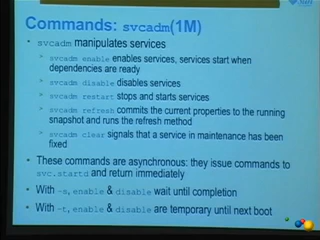 Commands: svcadm(1M)
• svcadm manipulates services
svcadm enable enables services, services start when
dependencies are ready
svcadm disable disables services
svcadm restart stops and starts services
svcadm refresh commits the current properties to the running
snapshot and runs the refresh method
svcadm clear signals that a service in maintenance has been
fixed
• These commands are asynchronous: they issue commands to
svc.startd and return immediately
• With -s, enable & disable wait until completion
• With -t, enable & disable are temporary until next boot